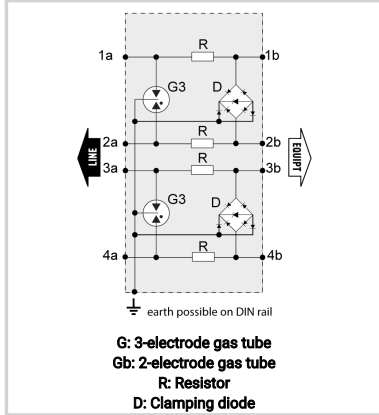 R
1a 1b
G3 D
2a R 2b
LINE EQUIPT
3a R 3b
G3 D
4a R 4b
earth possible on DIN rail
G: 3-electrode gas tube
Gb: 2-electrode gas tube
R: Resistor
D: Clamping diode